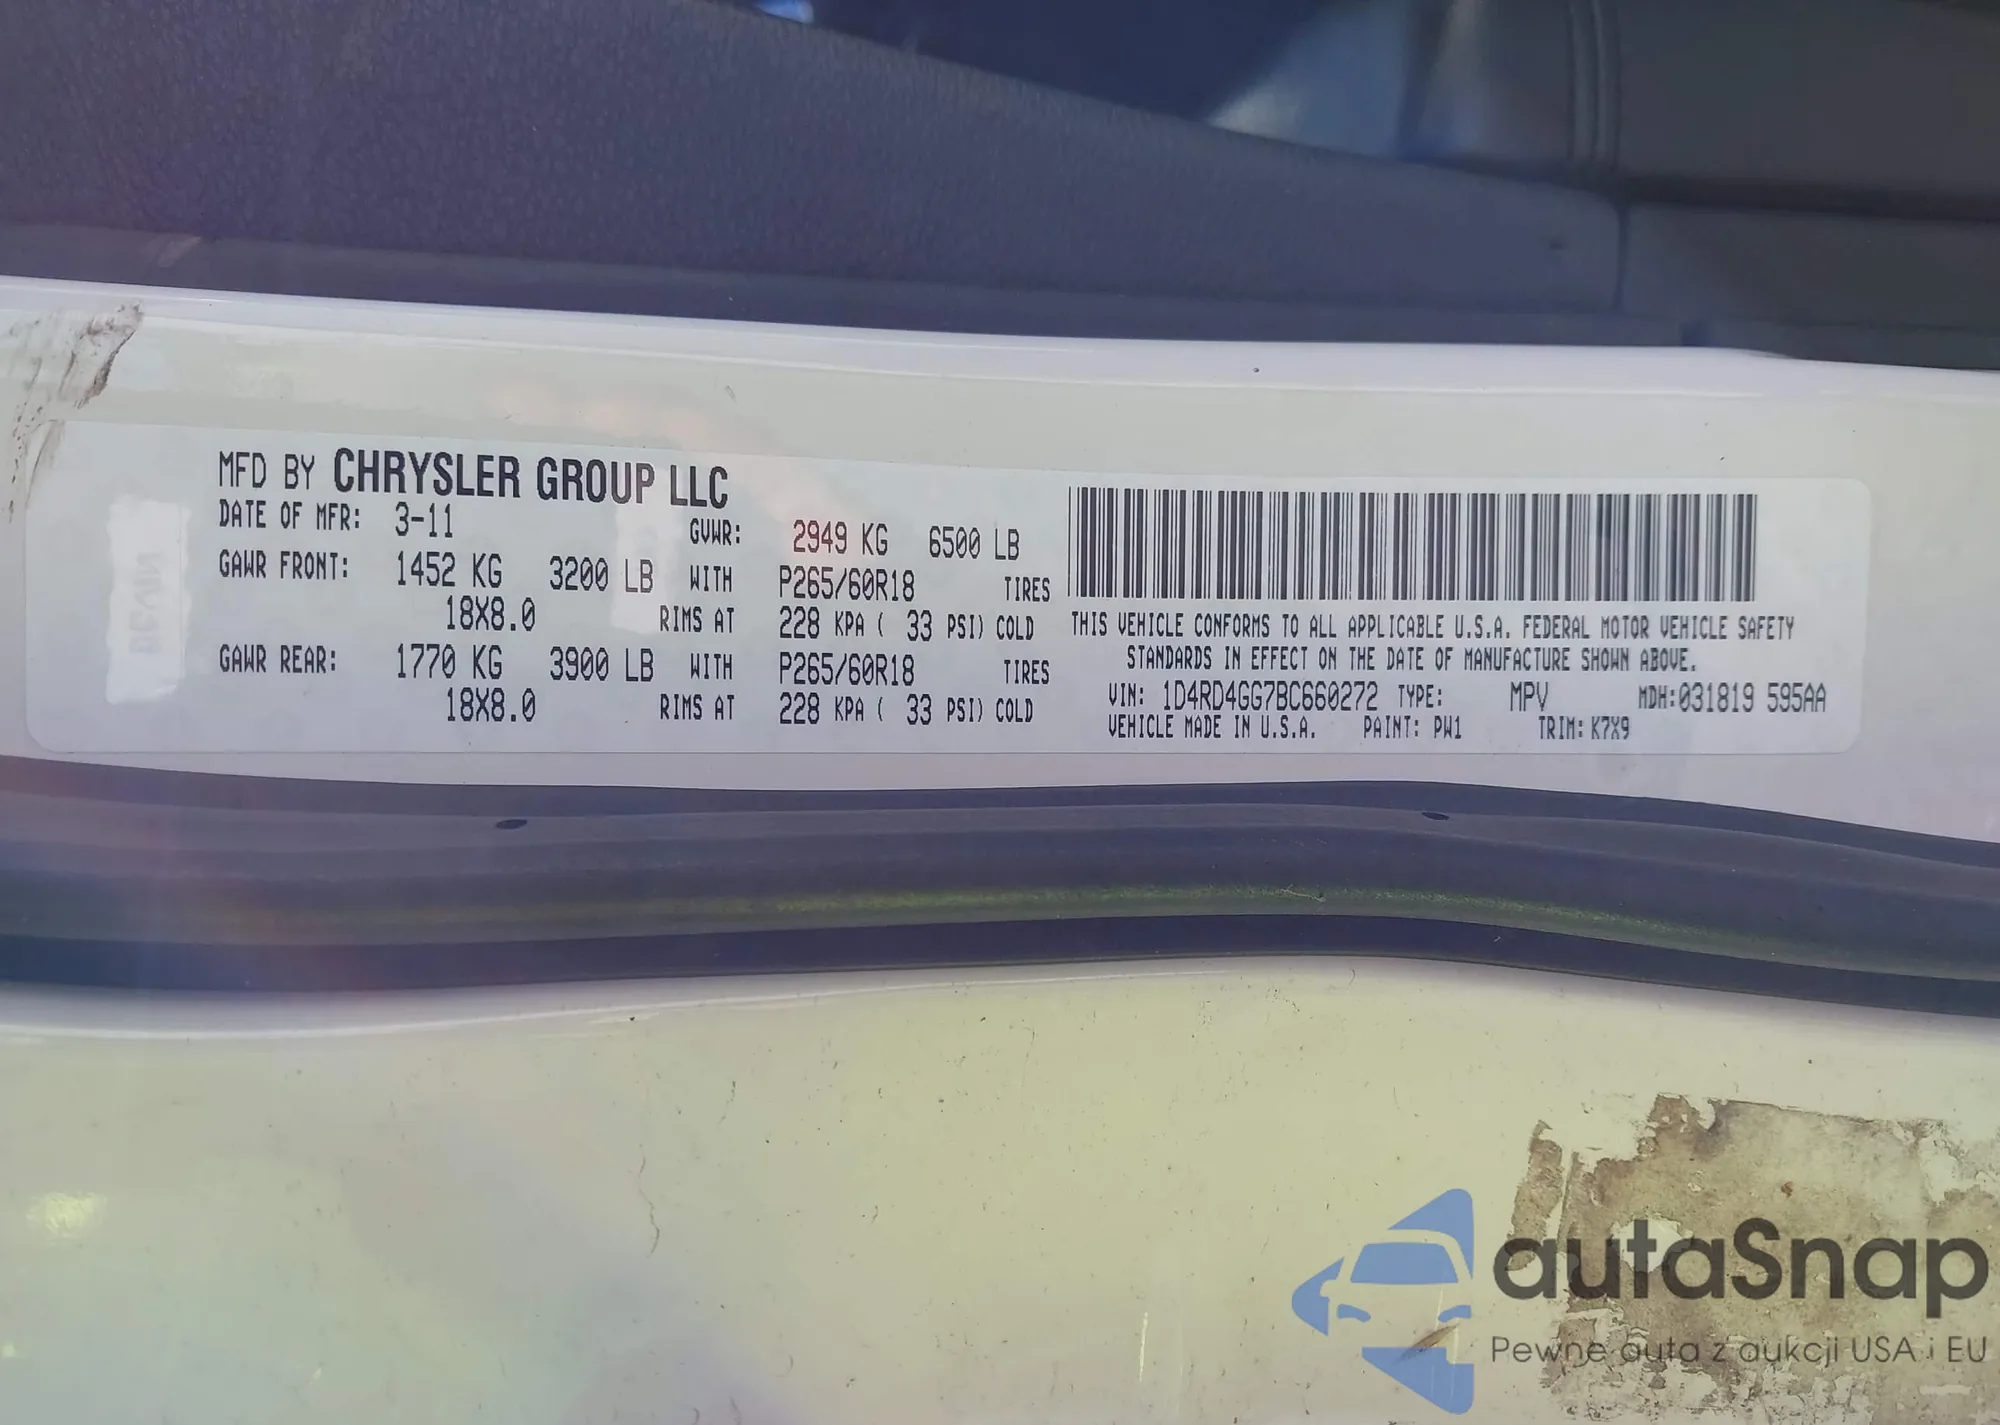 MFD BY CHRYSLER GROUP LLC
DATE OF MFR: 3-11 GVWR: 2949 KG 6500 LB
GAWR FRONT: 1452 KG 3200 LB WITH P265/60R18 TIRES
18X8.0 RIMS AT 228 KPA ( 33 PSI) COLD
GAWR REAR: 1770 KG 3900 LB WITH P265/60R18 TIRES
18X8.0 RIMS AT 228 KPA ( 33 PSI) COLD
THIS VEHICLE CONFORMS TO ALL APPLICABLE U.S.A. FEDERAL MOTOR VEHICLE SAFETY
STANDARDS IN EFFECT ON THE DATE OF MANUFACTURE SHOWN ABOVE.
VIN: 1D4RD4GG7BC660272 TYPE: MPV MDH:031819 595AA
VEHICLE MADE IN U.S.A. PAINT: PW1 TRIM: K7X9
autaSnap
Pewne auta z aukcji USA i EU